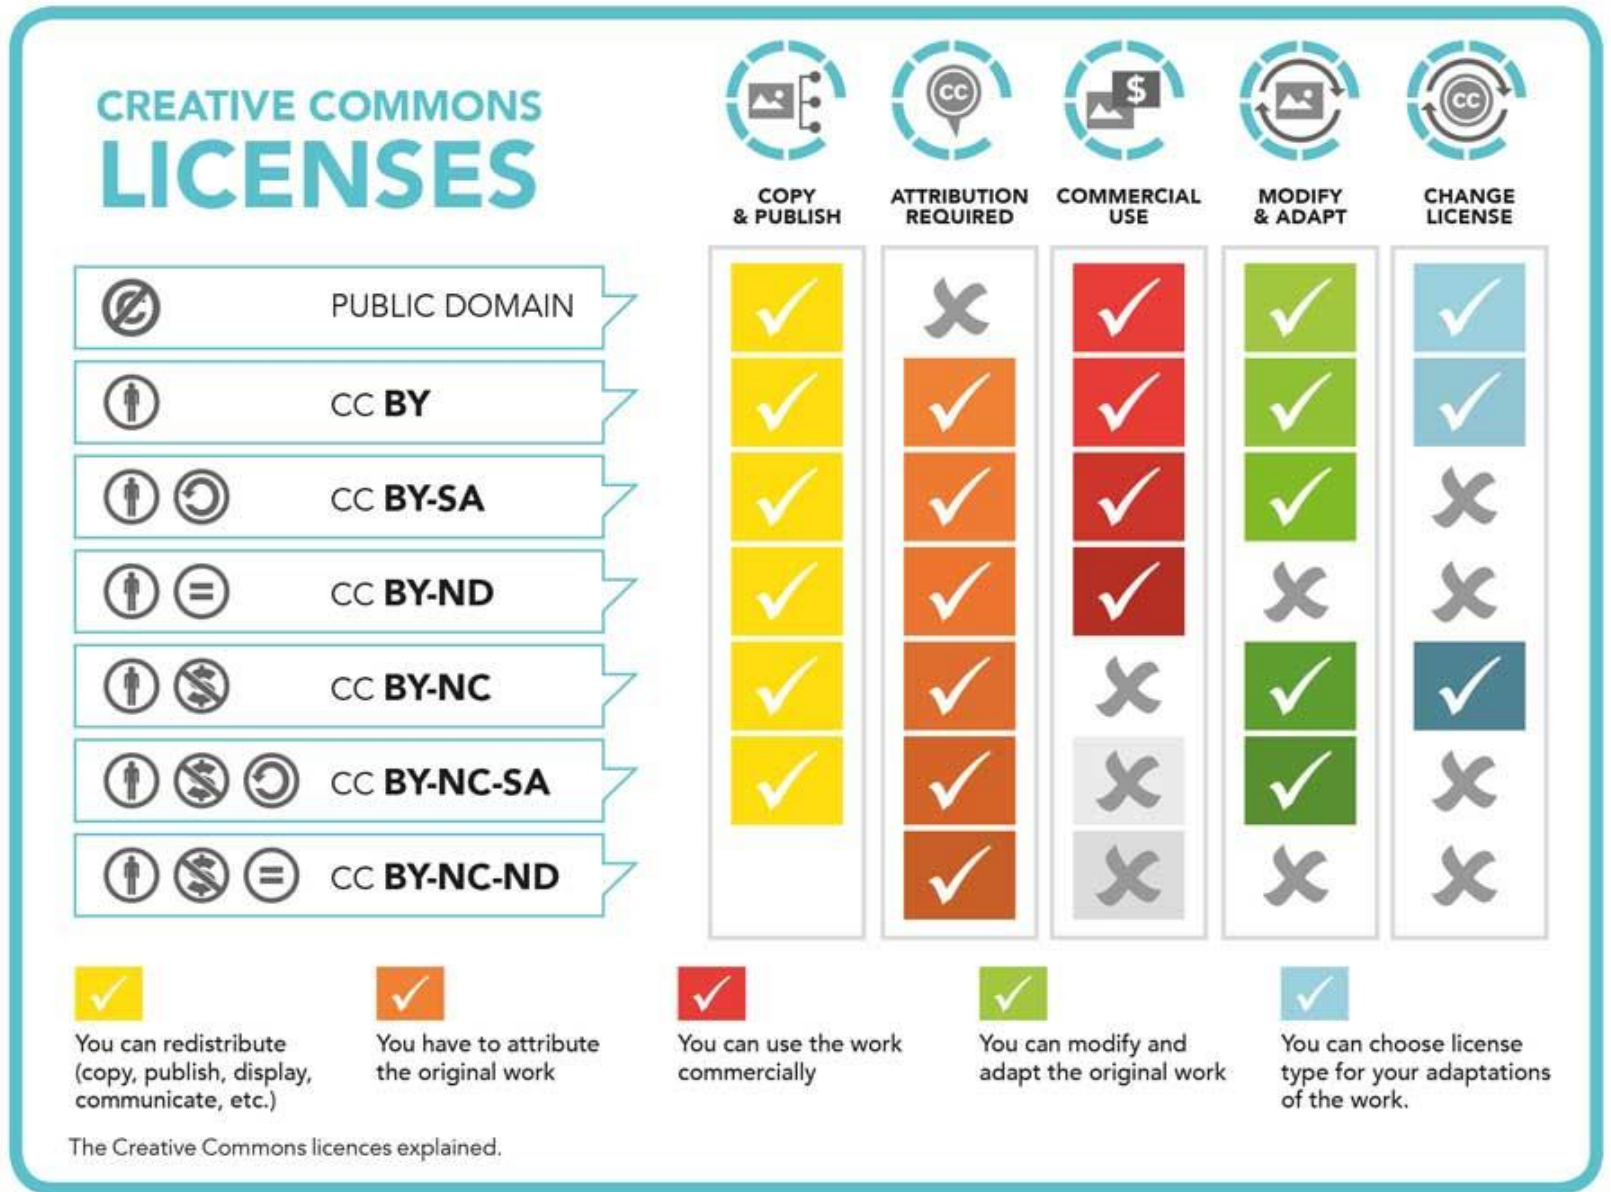 CREATIVE COMMONS
LICENSES
COPY
& PUBLISH
ATTRIBUTION
REQUIRED
COMMERCIAL
USE
MODIFY
& ADAPT
CHANGE
LICENSE
PUBLIC DOMAIN
CC BY
CC BY-SA
CC BY-ND
CC BY-NC
CC BY-NC-SA
CC BY-NC-ND
You can redistribute
(copy, publish, display,
communicate, etc.)
You have to attribute
the original work
You can use the work
commercially
You can modify and
adapt the original work
You can choose license
type for your adaptations
of the work.
The Creative Commons licences explained.